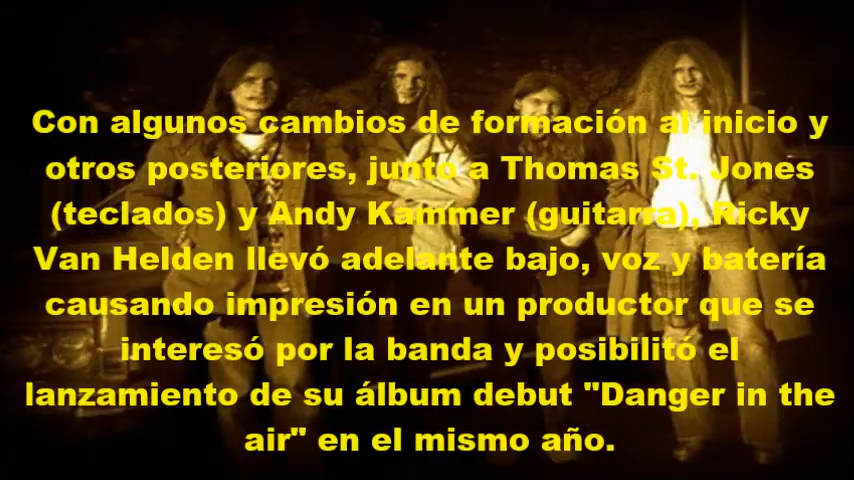 Con algunos cambios de formación al inicio y
otros posteriores, junto a Thomas St. Jones
(teclados) y Andy Kammer (guitarra), Ricky
Van Helden llevó adelante bajo, voz y batería
causando impresión en un productor que se
interesó por la banda y posibilitó el
lanzamiento de su álbum debut "Danger in the
air" en el mismo año.